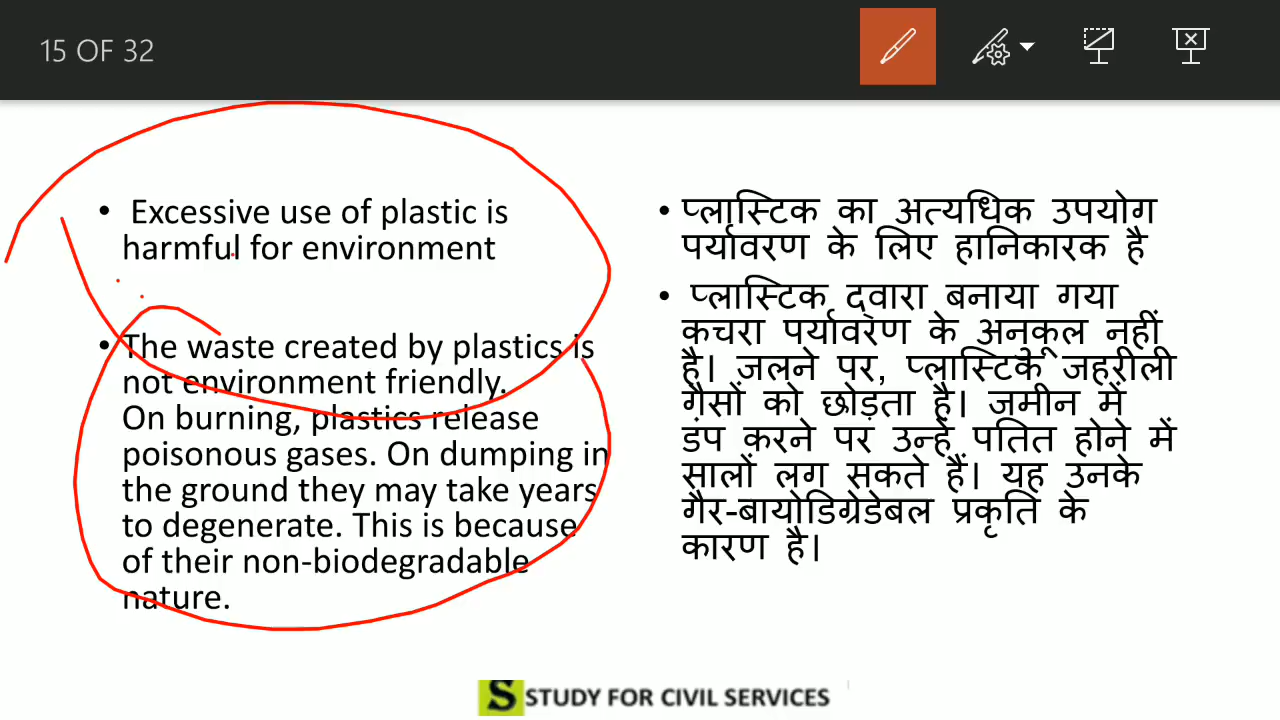 15 OF 32
• Excessive use of plastic is
harmful for environment
• The waste created by plastics is
not environment friendly.
On burning, plastics release
poisonous gases. On dumping in
the ground they may take years
to degenerate. This is because
of their non-biodegradable
nature.
• प्लास्टिक का अत्यधिक उपयोग
पर्यावरण के लिए हानिकारक है
• प्लास्टिक द्वारा बनाया गया
कचरा पर्यावरण के अनुकूल नहीं
है। जलने पर, प्लास्टिक जहरीली
गैसों को छोड़ता है। जमीन में
डंप करने पर उन्हें पतित होने में
सालों लग सकते हैं। यह उनके
गैर-बायोडिग्रेडेबल प्रकृति के
कारण है।
S STUDY FOR CIVIL SERVICES